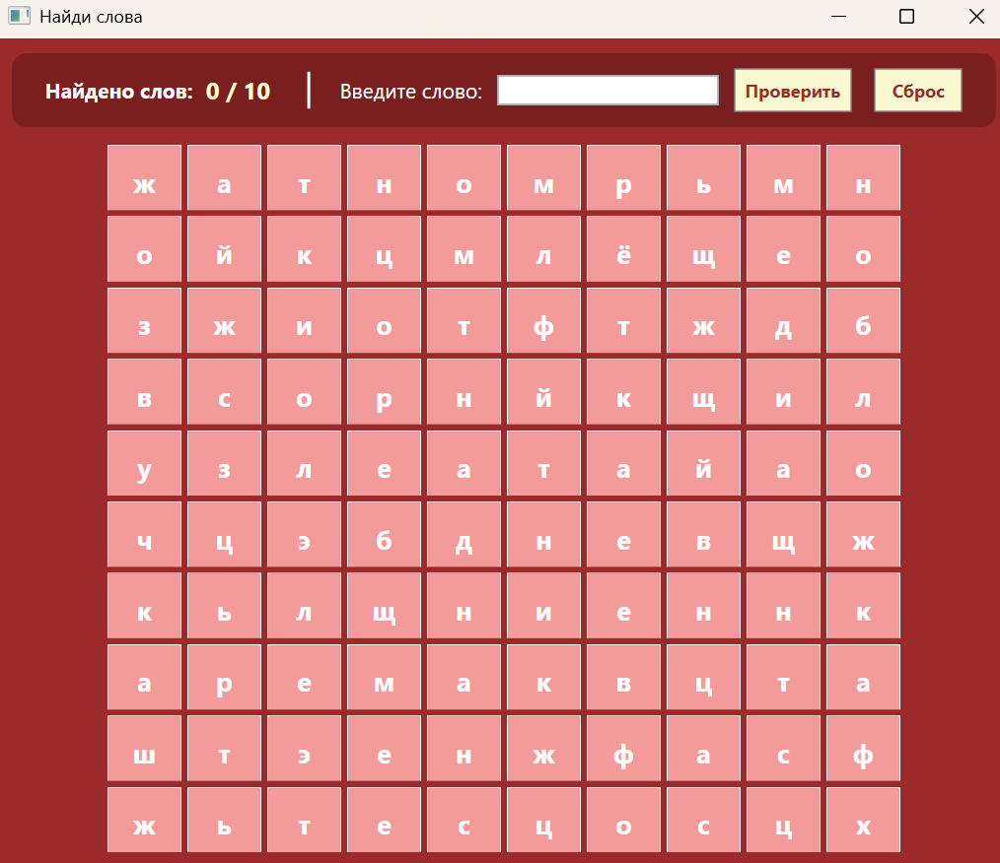 Найди слова
Найдено слов: 0 / 10 Введите слово: Проверить Сброс
ж а т н о м р ь м н
о й к ц м л ё щ е о
з ж и о т ф т ж д б
в с о р н й к щ и л
у з л е а т а й а о
ч ц э б д н е в щ ж
к ь л щ н и е н н к
а р е м а к в ц т а
ш т э е н ж ф а с ф
ж ь т е с ц о с ц х